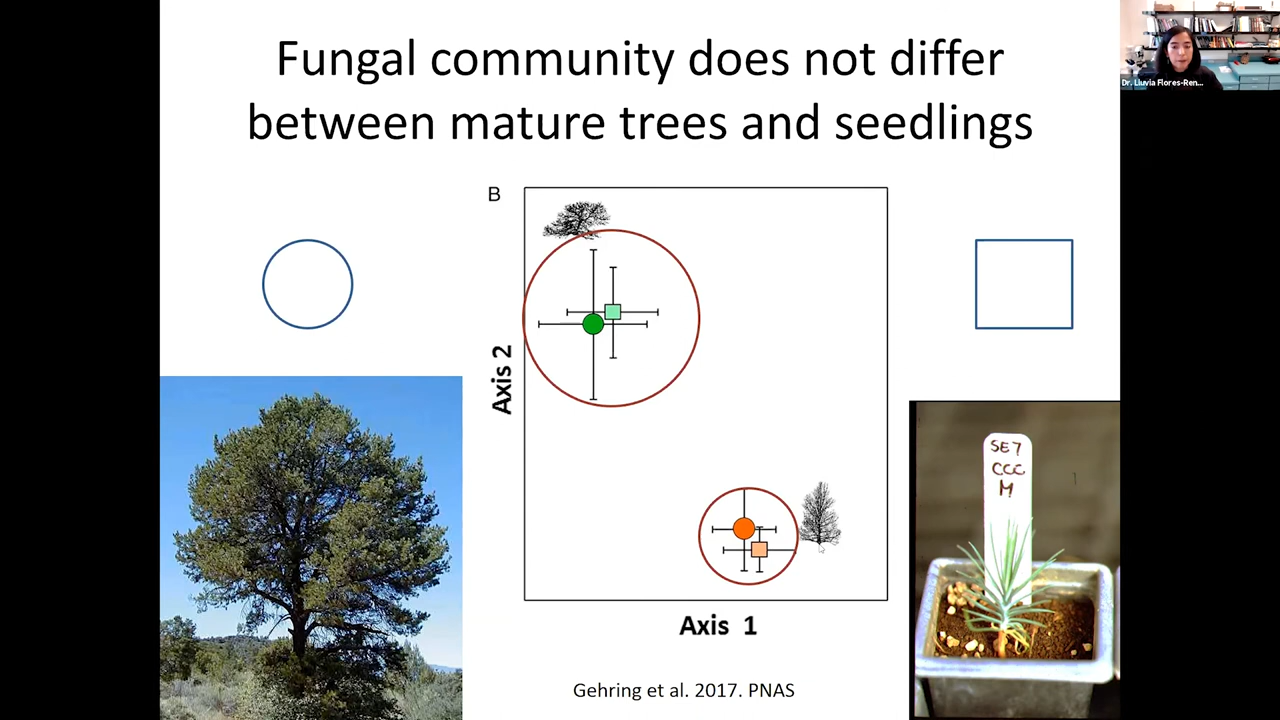 Fungal community does not differ
between mature trees and seedlings
Dr. Lluvia Flores-Ren...
B
Axis 2
Axis 1
SE7
CCC
M
Gehring et al. 2017. PNAS